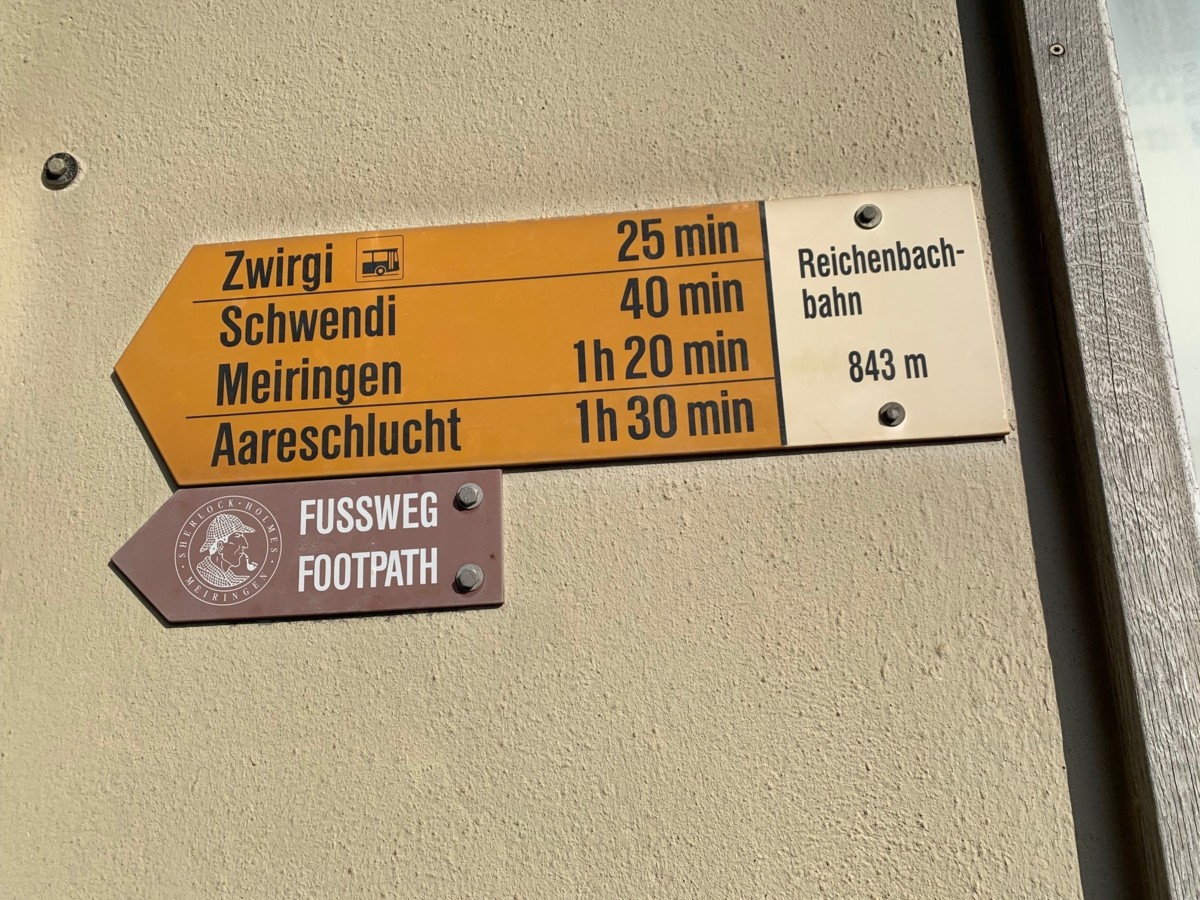 Zwirgi 25 min
Schwendi 40 min
Meiringen 1h 20 min
Aareschlucht 1h 30 min
Reichenbach-
bahn
843 m
FUSSWEG
FOOTPATH
SHERLOCK · HOLMES
MEIRINGEN